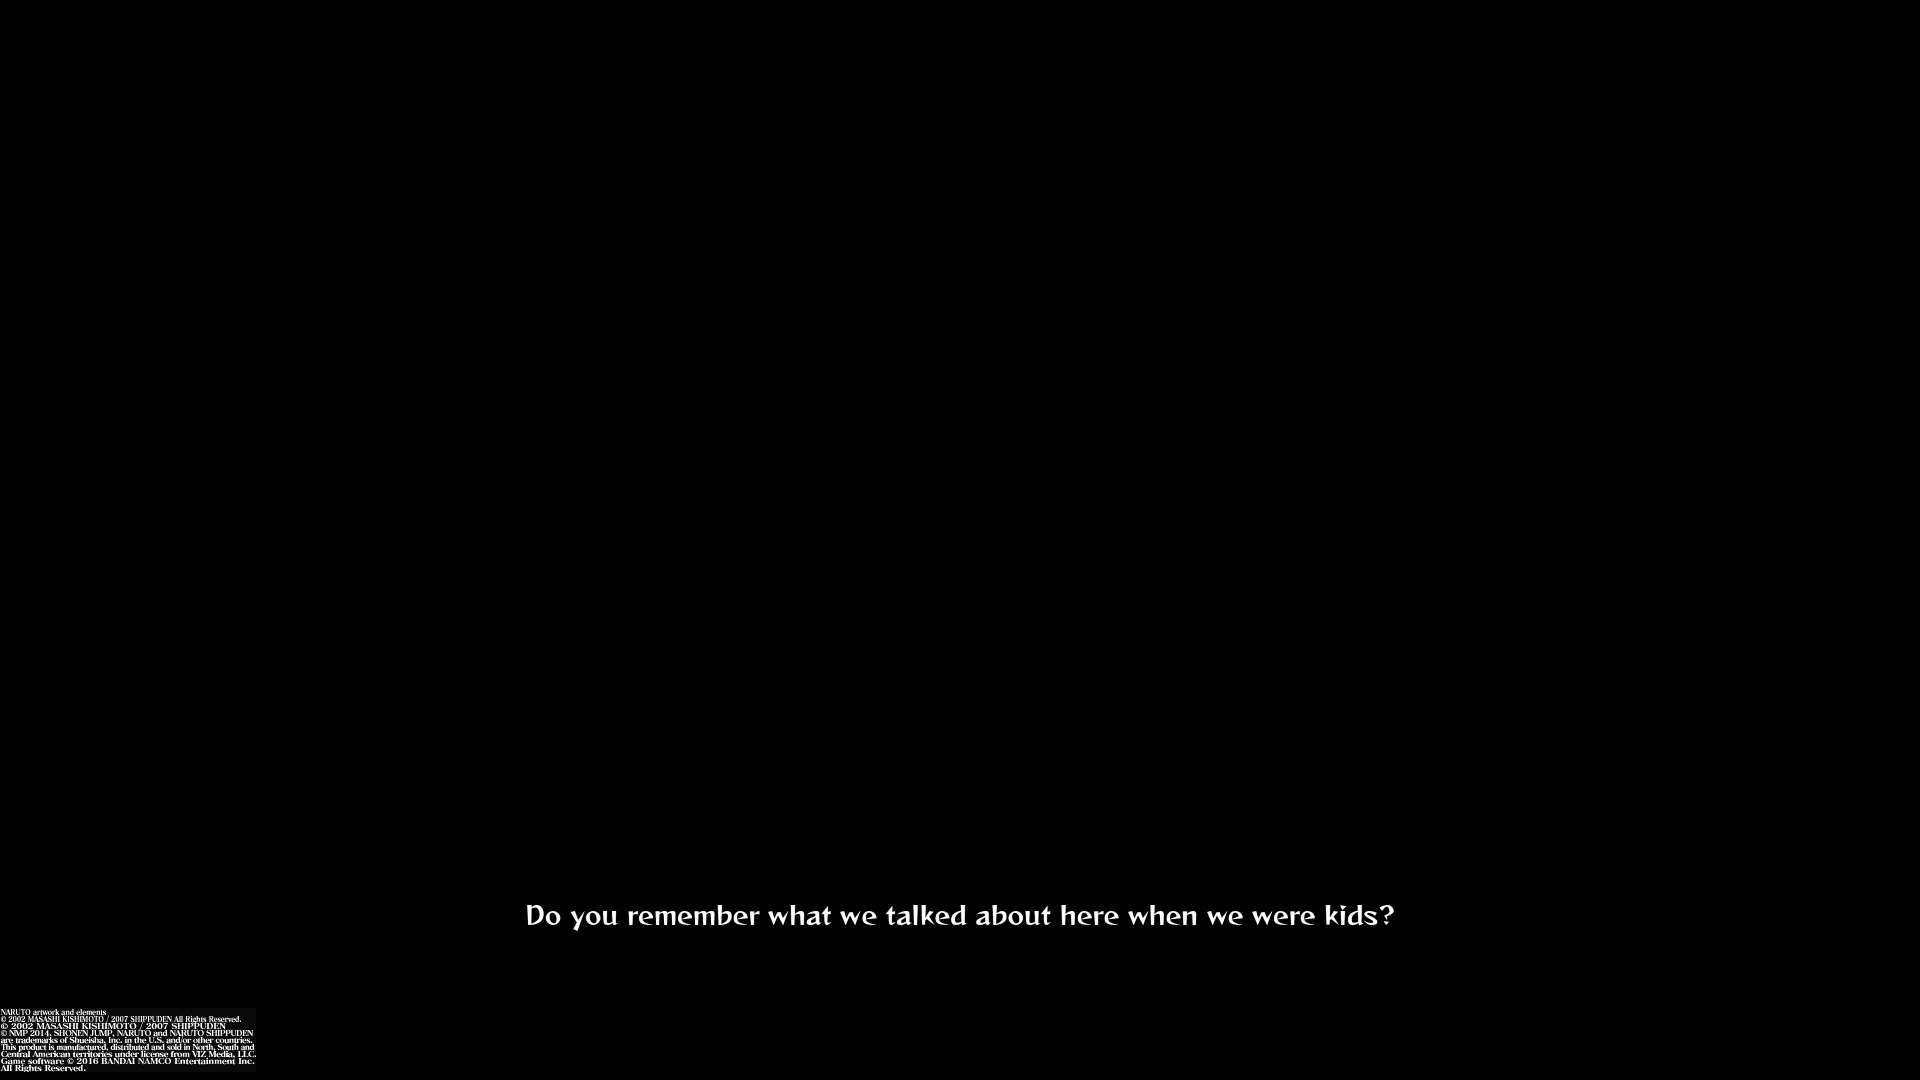 Do you remember what we talked about here when we were kids?
NARUTO artwork and elements
© 2002 MASASHI KISHIMOTO / 2007 SHIPPUDEN All Rights Reserved.
© 2002 MASASHI KISHIMOTO / 2007 SHIPPUDEN
© NMP 2014. SHONEN JUMP, NARUTO and NARUTO SHIPPUDEN
are trademarks of Shueisha, Inc. in the U.S. and/or other countries.
This product is manufactured, distributed and sold in North, South and
Central American territories under license from VIZ Media, LLC.
Game software © 2016 BANDAI NAMCO Entertainment Inc.
All Rights Reserved.